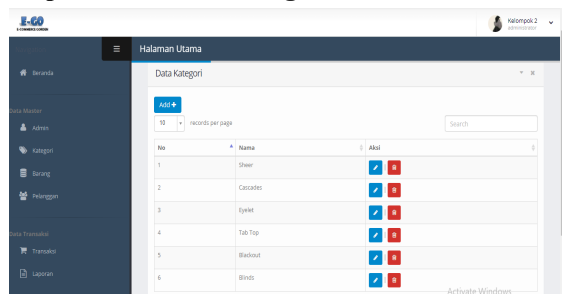 E-GO
E-COMMERCE GORDEN
Kelompok 2
administrator
Halaman Utama
Beranda
Data Master
Admin
Kategori
Barang
Pelanggan
Data Transaksi
Transaksi
Laporan
Data Kategori
Add +
10 records per page
Search
No Nama Aksi
1 Sheer
2 Cascades
3 Eyelet
4 Tab Top
5 Blackout
6 Blinds
Activate Windows